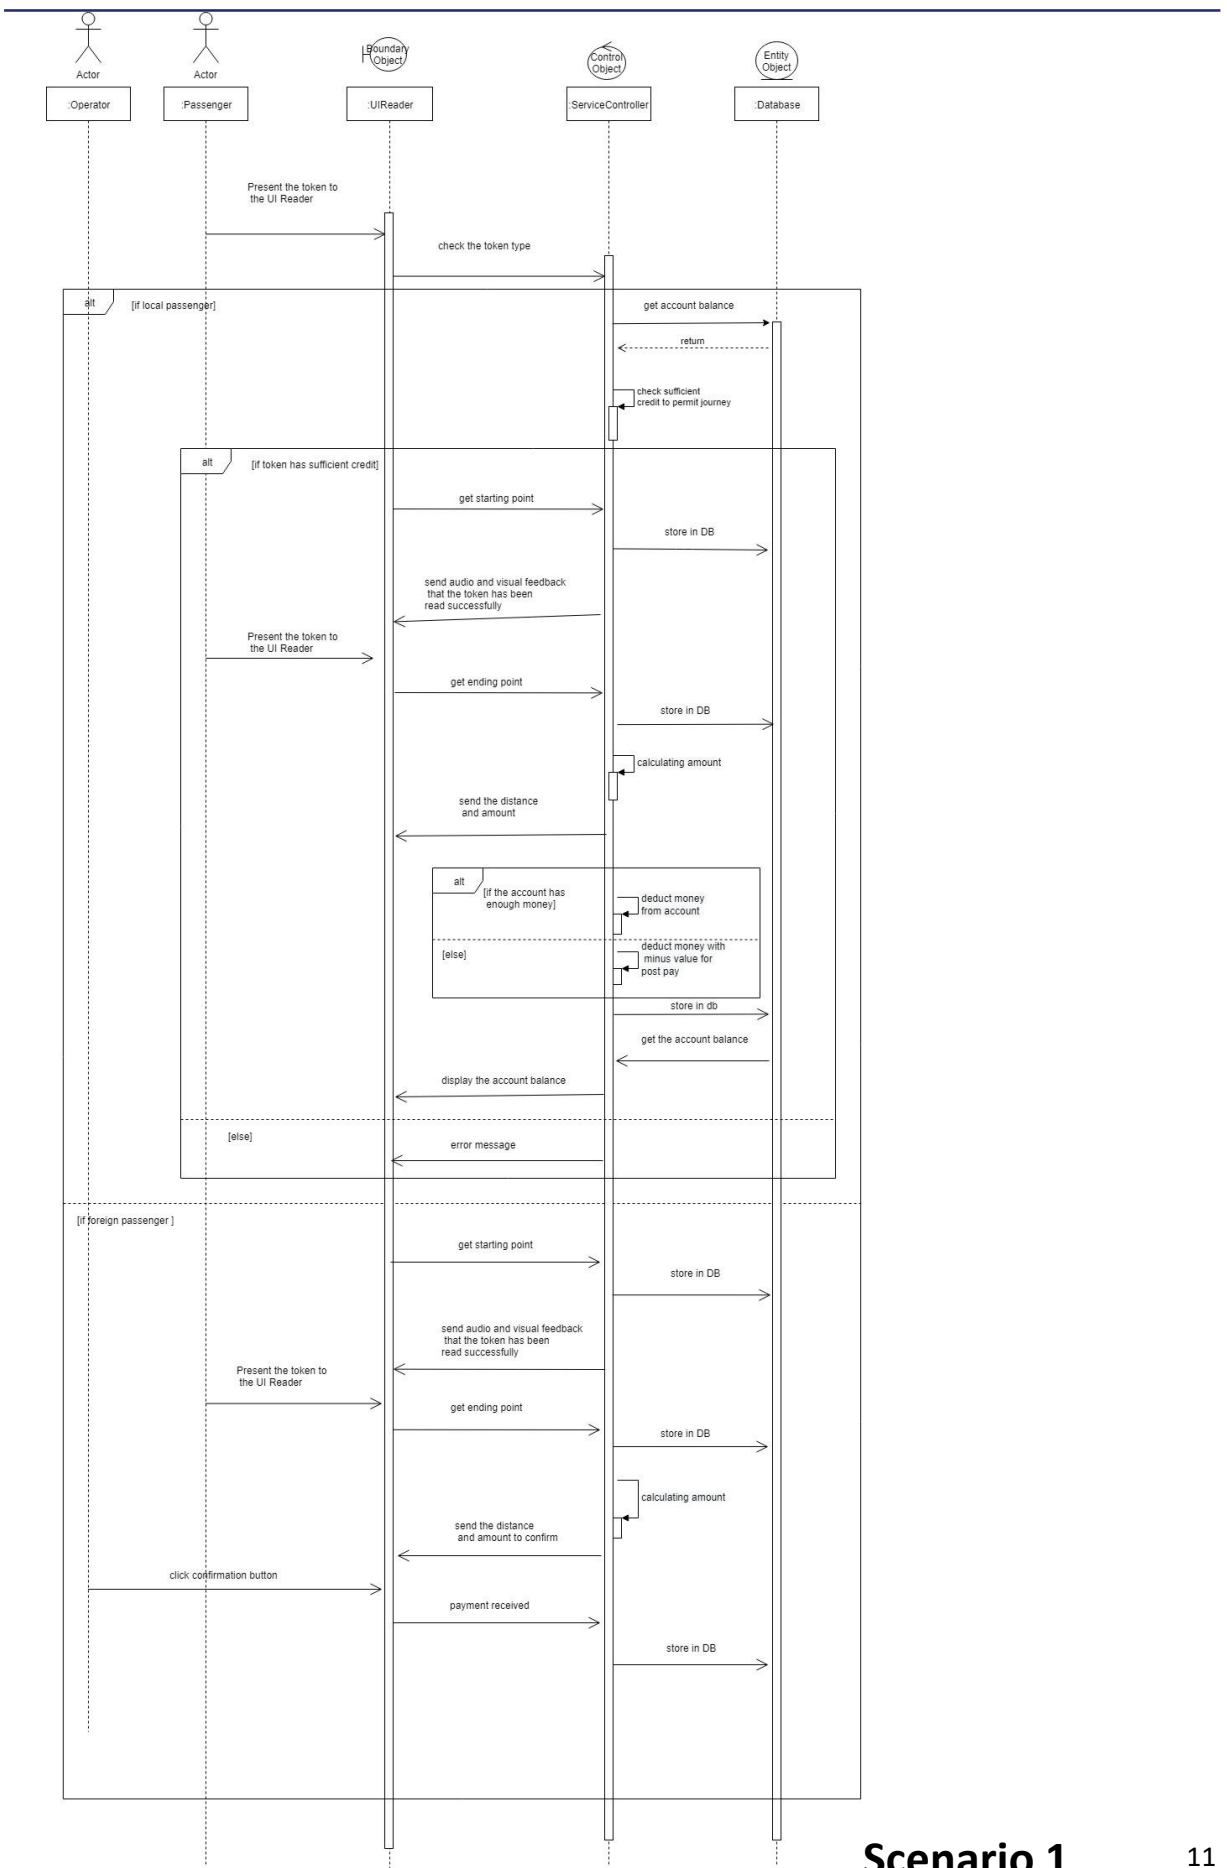 Boundary
Object
Control
Object
Entity
Object
Actor
Actor
:Operator
:Passenger
:UIReader
:ServiceController
:Database
Present the token to
the UI Reader
check the token type
alt
[if local passenger]
get account balance
return
check sufficient
credit to permit journey
alt
[if token has sufficient credit]
get starting point
store in DB
send audio and visual feedback
that the token has been
read successfully
Present the token to
the UI Reader
get ending point
store in DB
calculating amount
send the distance
and amount
alt
[if the account has
enough money]
deduct money
from account
[else]
deduct money with
minus value for
post pay
store in db
get the account balance
display the account balance
[else]
error message
[if foreign passenger ]
get starting point
store in DB
send audio and visual feedback
that the token has been
read successfully
Present the token to
the UI Reader
get ending point
store in DB
calculating amount
send the distance
and amount to confirm
click confirmation button
payment received
store in DB
Scenario 1
11